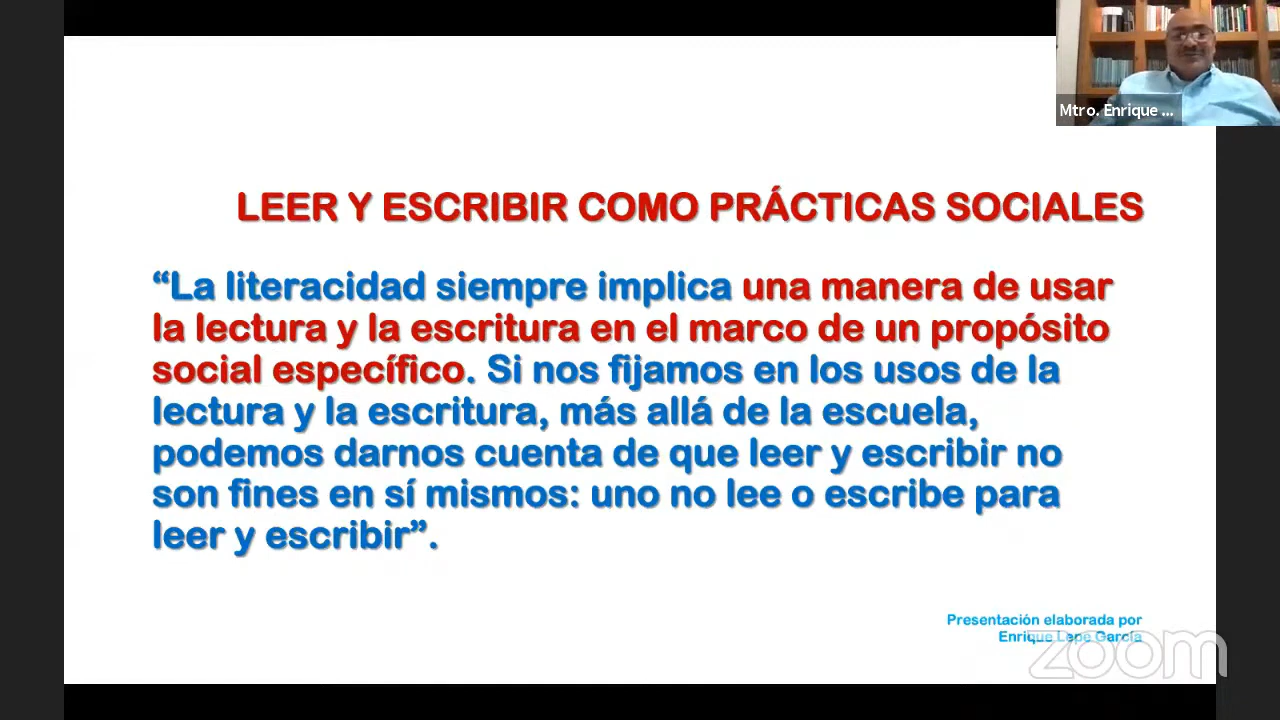 Mtro. Enrique ...
LEER Y ESCRIBIR COMO PRÁCTICAS SOCIALES
“La literacidad siempre implica una manera de usar
la lectura y la escritura en el marco de un propósito
social específico. Si nos fijamos en los usos de la
lectura y la escritura, más allá de la escuela,
podemos darnos cuenta de que leer y escribir no
son fines en sí mismos: uno no lee o escribe para
leer y escribir”.
Presentación elaborada por
Enrique Lepe García
zoom